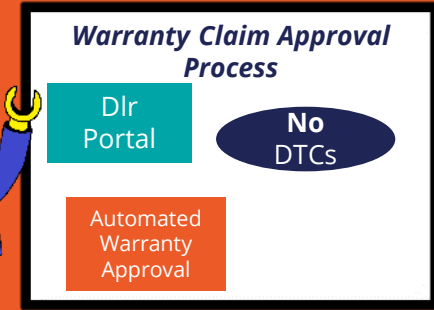 Warranty Claim Approval
Process
Dlr
Portal
No
DTCs
Automated
Warranty
Approval